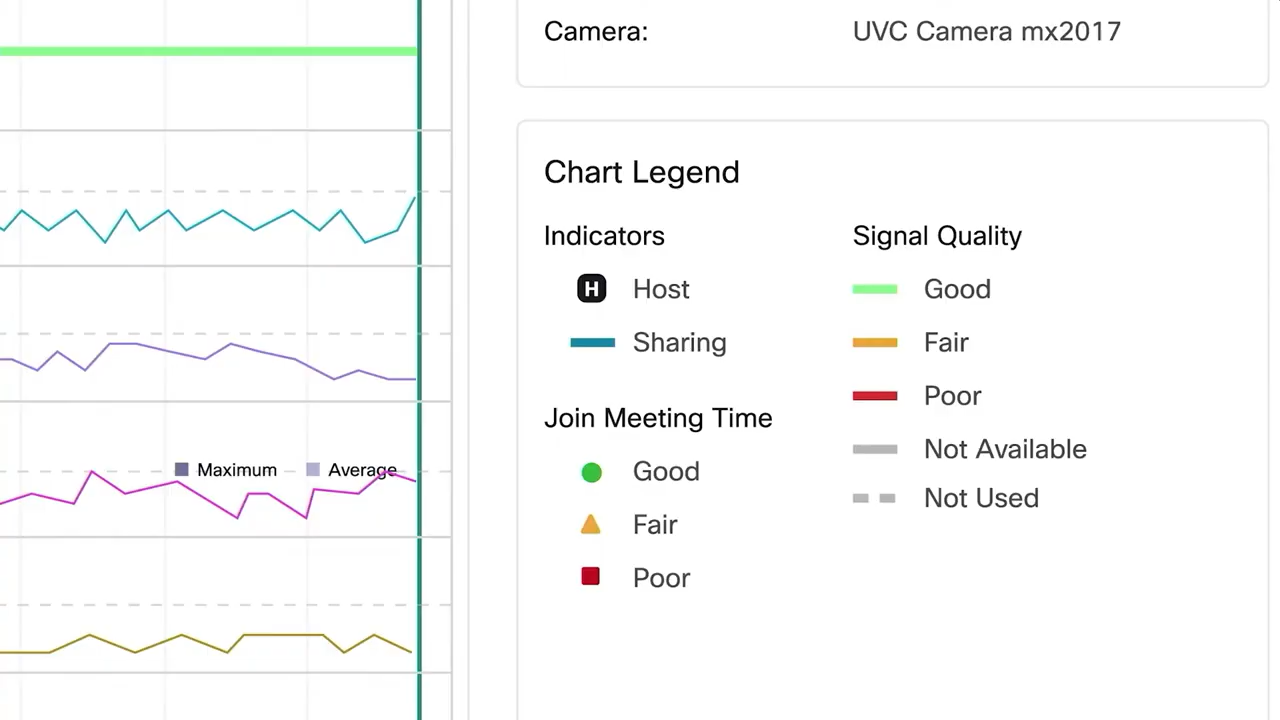 Camera: UVC Camera mx2017
Chart Legend
Indicators
Host
Sharing
Join Meeting Time
Good
Fair
Poor
Signal Quality
Good
Fair
Poor
Not Available
Not Used
Maximum Average